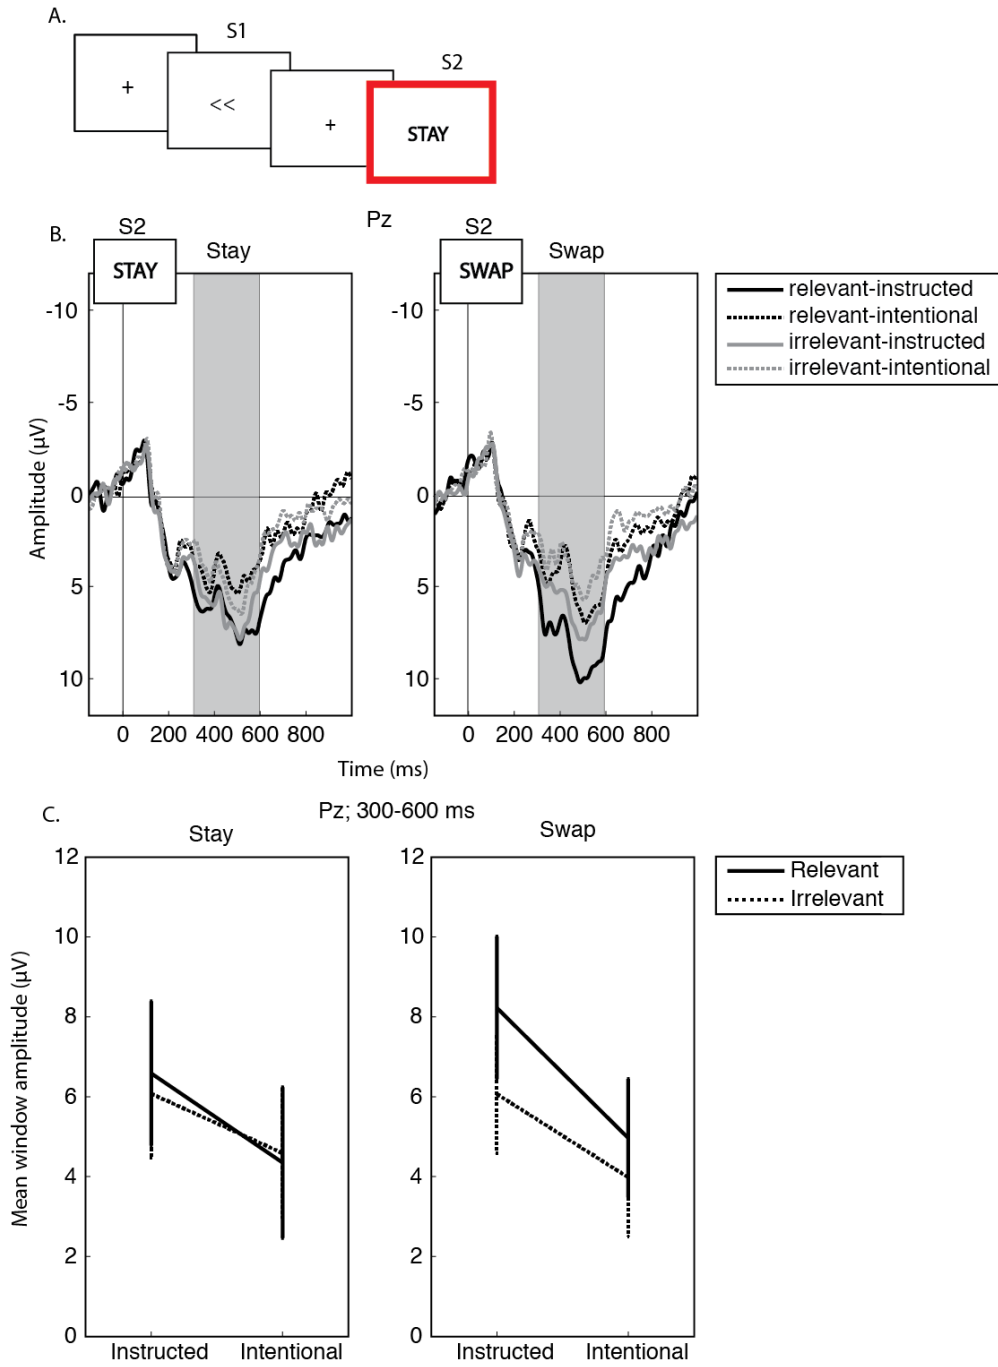 A.
S1
S2
+
<<
+
STAY
B.
Pz
S2
S2
STAY
Stay
SWAP
Swap
relevant-instructed
relevant-intentional
irrelevant-instructed
irrelevant-intentional
Amplitude (µV)
-10
-5
0
5
10
-10
-5
0
5
10
0 200 400 600 800
0 200 400 600 800
Time (ms)
C.
Pz; 300-600 ms
Stay
Swap
Relevant
Irrelevant
Mean window amplitude (µV)
12
10
8
6
4
2
0
12
10
8
6
4
2
0
Instructed Intentional
Instructed Intentional